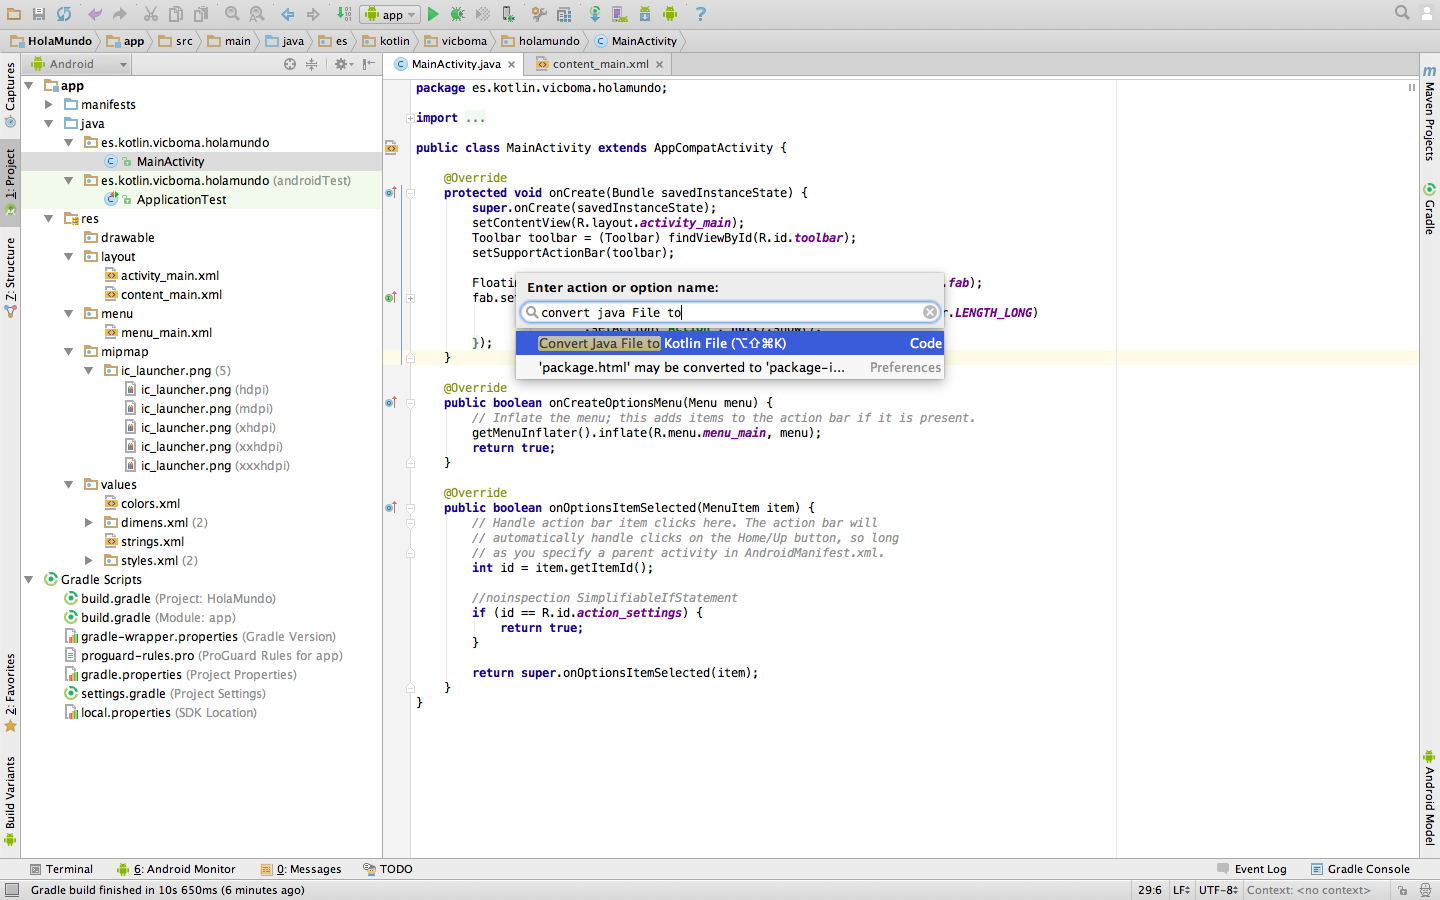 app
HolaMundo app src main java es kotlin vicboma holamundo MainActivity
Android
MainActivity.java
content_main.xml
Captures
1: Project
Z: Structure
2: Favorites
Build Variants
app
manifests
java
es.kotlin.vicboma.holamundo
MainActivity
es.kotlin.vicboma.holamundo (androidTest)
ApplicationTest
res
drawable
layout
activity_main.xml
content_main.xml
menu
menu_main.xml
mipmap
ic_launcher.png (5)
ic_launcher.png (hdpi)
ic_launcher.png (mdpi)
ic_launcher.png (xhdpi)
ic_launcher.png (xxhdpi)
ic_launcher.png (xxxhdpi)
values
colors.xml
dimens.xml (2)
strings.xml
styles.xml (2)
Gradle Scripts
build.gradle (Project: HolaMundo)
build.gradle (Module: app)
gradle-wrapper.properties (Gradle Version)
proguard-rules.pro (ProGuard Rules for app)
gradle.properties (Project Properties)
settings.gradle (Project Settings)
local.properties (SDK Location)
package es.kotlin.vicboma.holamundo;
import ...
public class MainActivity extends AppCompatActivity {
@Override
protected void onCreate(Bundle savedInstanceState) {
super.onCreate(savedInstanceState);
setContentView(R.layout.activity_main);
Toolbar toolbar = (Toolbar) findViewById(R.id.toolbar);
setSupportActionBar(toolbar);
Floatin
.fab);
fab.se
r.LENGTH_LONG)
});
}
Enter action or option name:
convert java File to
Convert Java File to Kotlin File (⌥⇧⌘K) Code
'package.html' may be converted to 'package-i... Preferences
@Override
public boolean onCreateOptionsMenu(Menu menu) {
// Inflate the menu; this adds items to the action bar if it is present.
getMenuInflater().inflate(R.menu.menu_main, menu);
return true;
}
@Override
public boolean onOptionsItemSelected(MenuItem item) {
// Handle action bar item clicks here. The action bar will
// automatically handle clicks on the Home/Up button, so long
// as you specify a parent activity in AndroidManifest.xml.
int id = item.getItemId();
//noinspection SimplifiableIfStatement
if (id == R.id.action_settings) {
return true;
}
return super.onOptionsItemSelected(item);
}
}
Maven Projects
Gradle
Android Model
Terminal 6: Android Monitor 0: Messages TODO Event Log Gradle Console
Gradle build finished in 10s 650ms (6 minutes ago) 29:6 LF UTF-8 Context: <no context>